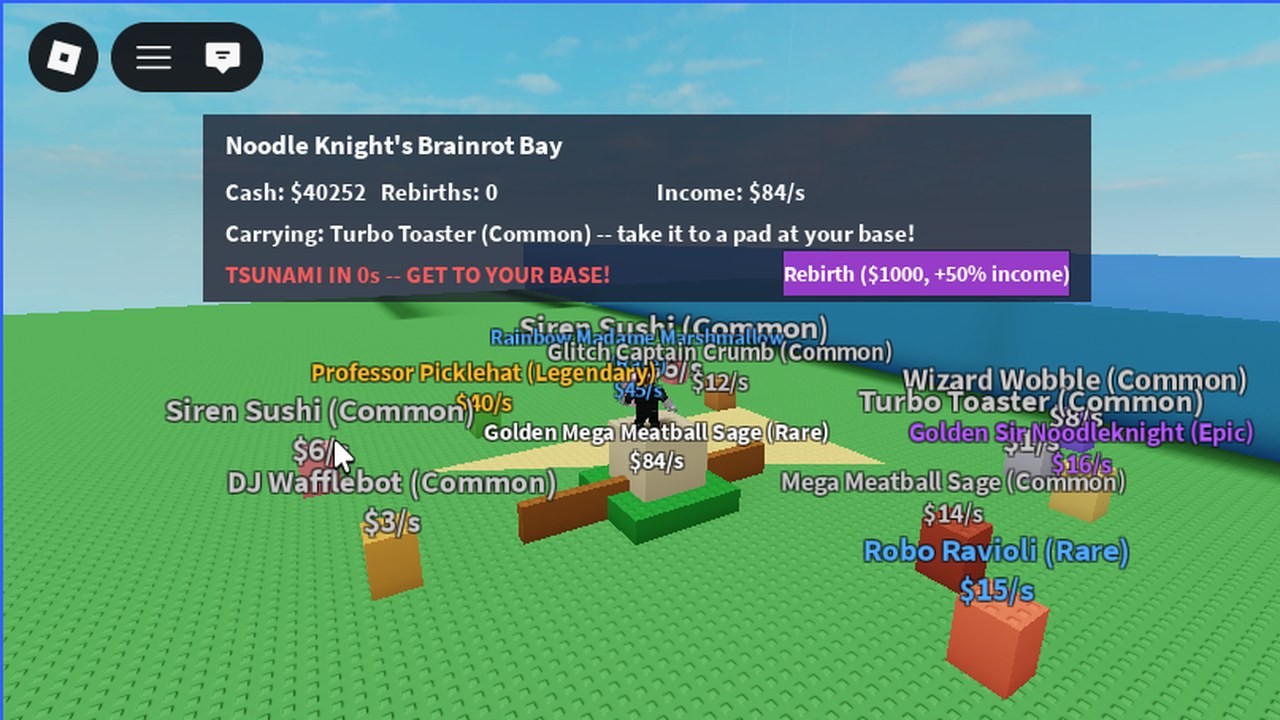 Noodle Knight's Brainrot Bay
Cash: $40252 Rebirths: 0 Income: $84/s
Carrying: Turbo Toaster (Common) -- take it to a pad at your base!
TSUNAMI IN 0s -- GET TO YOUR BASE!
Rebirth ($1000, +50% income)
Siren Sushi (Common)
Rainbow Madame Marshmallow
Glitch Captain Crumb (Common)
$12/s
Professor Picklehat (Legendary)
$40/s
$45/s
Wizard Wobble (Common)
$8/s
Turbo Toaster (Common)
$1/s
Siren Sushi (Common)
$6/
Golden Mega Meatball Sage (Rare)
$84/s
Golden Sir Noodleknight (Epic)
$16/s
DJ Wafflebot (Common)
$3/s
Mega Meatball Sage (Common)
$14/s
Robo Ravioli (Rare)
$15/s